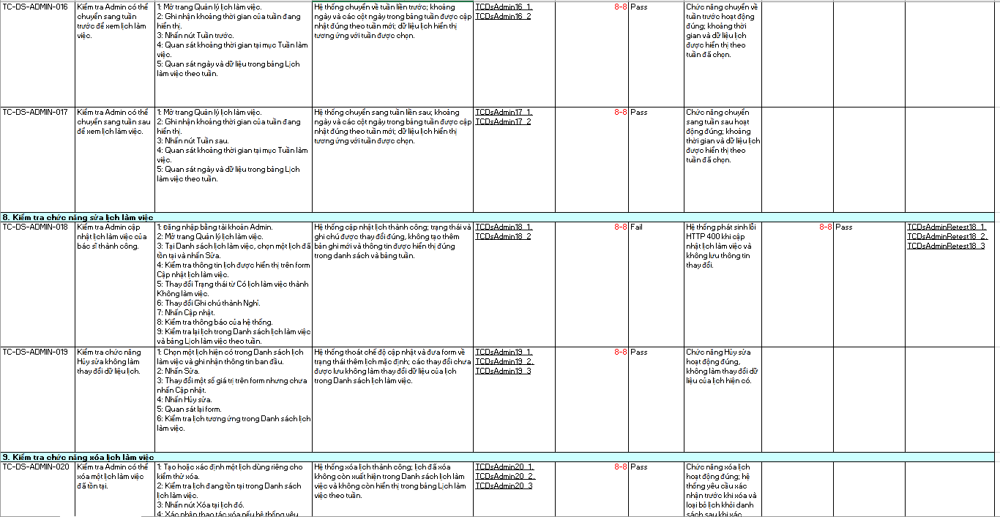 TC-DS-ADMIN-016
Kiểm tra Admin có thể
chuyển sang tuần
trước để xem lịch làm
việc.
1: Mở trang Quản lý lịch làm việc.
2: Ghi nhận khoảng thời gian của tuần đang
hiển thị.
3: Nhấn nút Tuần trước.
4: Quan sát khoảng thời gian tại mục Tuần làm
việc.
5: Quan sát ngày và dữ liệu trong bảng Lịch
làm việc theo tuần.
Hệ thống chuyển về tuần liền trước; khoảng
ngày và các cột ngày trong bảng tuần được cập
nhật đúng theo tuần mới; dữ liệu lịch hiển thị
tương ứng với tuần được chọn.
TCDsAdmin16_1,
TCDsAdmin16_2
8-8
Pass
Chức năng chuyển về
tuần trước hoạt động
đúng; khoảng thời
gian và dữ liệu lịch
được hiển thị theo
tuần đã chọn.
TC-DS-ADMIN-017
Kiểm tra Admin có thể
chuyển sang tuần sau
để xem lịch làm việc.
1: Mở trang Quản lý lịch làm việc.
2: Ghi nhận khoảng thời gian của tuần đang
hiển thị.
3: Nhấn nút Tuần sau.
4: Quan sát khoảng thời gian tại mục Tuần làm
việc.
5: Quan sát ngày và dữ liệu trong bảng Lịch
làm việc theo tuần.
Hệ thống chuyển sang tuần liền sau; khoảng
ngày và các cột ngày trong bảng tuần được cập
nhật đúng theo tuần mới; dữ liệu lịch hiển thị
tương ứng với tuần được chọn.
TCDsAdmin17_1,
TCDsAdmin17_2
8-8
Pass
Chức năng chuyển
sang tuần sau hoạt
động đúng; khoảng
thời gian và dữ liệu lịch
được hiển thị theo
tuần đã chọn.
8. Kiểm tra chức năng sửa lịch làm việc
TC-DS-ADMIN-018
Kiểm tra Admin cập
nhật lịch làm việc của
bác sĩ thành công.
1: Đăng nhập bằng tài khoản Admin.
2: Mở trang Quản lý lịch làm việc.
3: Tại Danh sách lịch làm việc, chọn một lịch đã
tồn tại và nhấn Sửa.
4: Kiểm tra thông tin lịch được hiển thị trên form
Cập nhật lịch làm việc.
5: Thay đổi Trạng thái từ Có lịch làm việc thành
Không làm việc.
6: Thay đổi Ghi chú thành Nghỉ.
7: Nhấn Cập nhật.
8: Kiểm tra thông báo của hệ thống.
9: Kiểm tra lại lịch trong Danh sách lịch làm việc
và bảng Lịch làm việc theo tuần.
Hệ thống cập nhật lịch thành công; trạng thái và
ghi chú được thay đổi đúng, không tạo thêm
bản ghi mới và thông tin được hiển thị đúng
trong danh sách và bảng tuần.
TCDsAdmin18_1,
TCDsAdmin18_2
8-8
Fail
Hệ thống phát sinh lỗi
HTTP 400 khi cập
nhật lịch làm việc và
không lưu thông tin
thay đổi.
8-8
Pass
TCDsAdminRetest18_1,
TCDsAdminRetest18_2,
TCDsAdminRetest18_3
TC-DS-ADMIN-019
Kiểm tra chức năng
Hủy sửa không làm
thay đổi dữ liệu lịch.
1: Chọn một lịch hiện có trong Danh sách lịch
làm việc và ghi nhận thông tin ban đầu.
2: Nhấn Sửa.
3: Thay đổi một số giá trị trên form nhưng chưa
nhấn Cập nhật.
4: Nhấn Hủy sửa.
5: Quan sát lại form.
6: Kiểm tra lịch tương ứng trong Danh sách lịch
làm việc.
Hệ thống thoát chế độ cập nhật và đưa form về
trạng thái thêm lịch mặc định; các thay đổi chưa
được lưu không làm thay đổi dữ liệu của lịch
trong Danh sách lịch làm việc.
TCDsAdmin19_1,
TCDsAdmin19_2,
TCDsAdmin19_3
8-8
Pass
Chức năng Hủy sửa
hoạt động đúng,
không làm thay đổi dữ
liệu của lịch hiện có.
9. Kiểm tra chức năng xóa lịch làm việc
TC-DS-ADMIN-020
Kiểm tra Admin có thể
xóa một lịch làm việc
đã tồn tại.
1: Tạo hoặc xác định một lịch dùng riêng cho
kiểm thử xóa.
2: Kiểm tra lịch đang tồn tại trong Danh sách
lịch làm việc.
3: Nhấn nút Xóa tại lịch đó.
4: Xác nhận thao tác xóa nếu hệ thống yêu
Hệ thống xóa lịch thành công; lịch đã xóa
không còn xuất hiện trong Danh sách lịch làm
việc và không còn hiển thị trong bảng Lịch làm
việc theo tuần.
TCDsAdmin20_1,
TCDsAdmin20_2,
TCDsAdmin20_3
8-8
Pass
Chức năng xóa lịch
hoạt động đúng; hệ
thống yêu cầu xác
nhận trước khi xóa và
loại bỏ lịch khỏi danh
sách sau khi xác